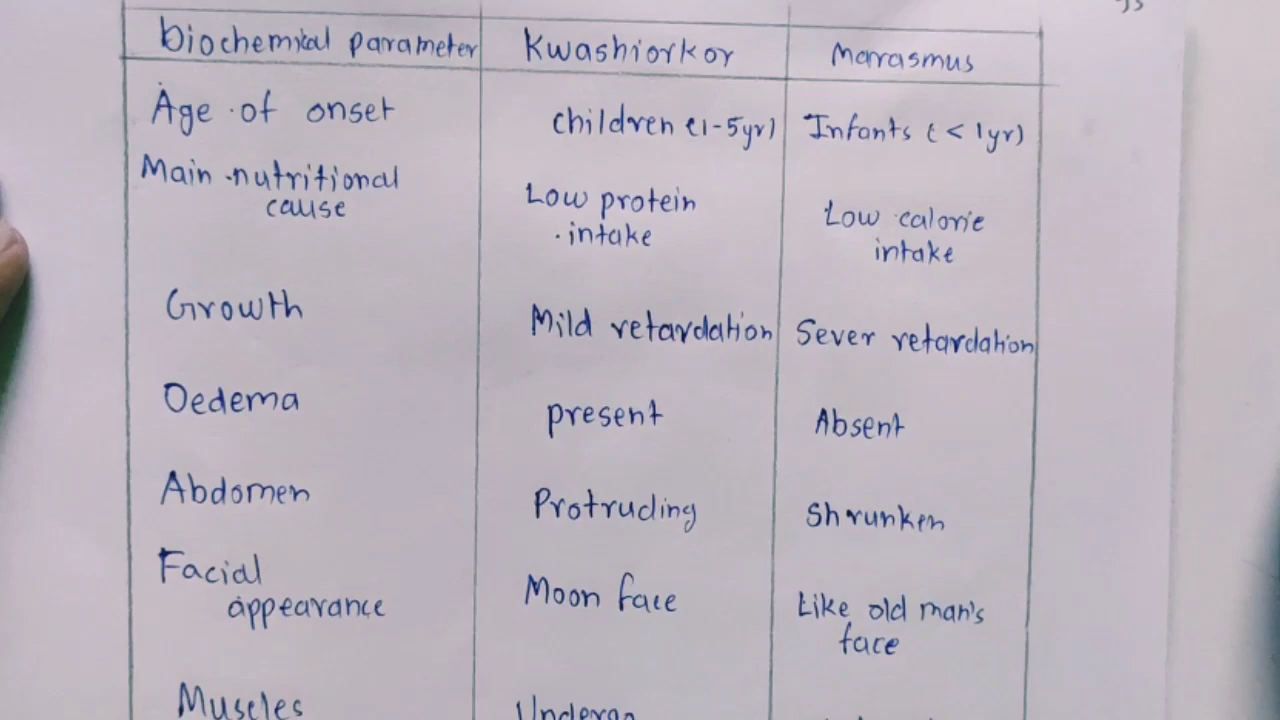 biochemical parameter Kwashiorkor Marasmus
Age of onset children (1-5yr) Infants (<1yr)
Main nutritional cause Low protein intake Low calorie intake
Growth Mild retardation Sever retardation
Oedema present Absent
Abdomen Protruding Shrunken
Facial appearance Moon face Like old man's face
Muscles Undergo